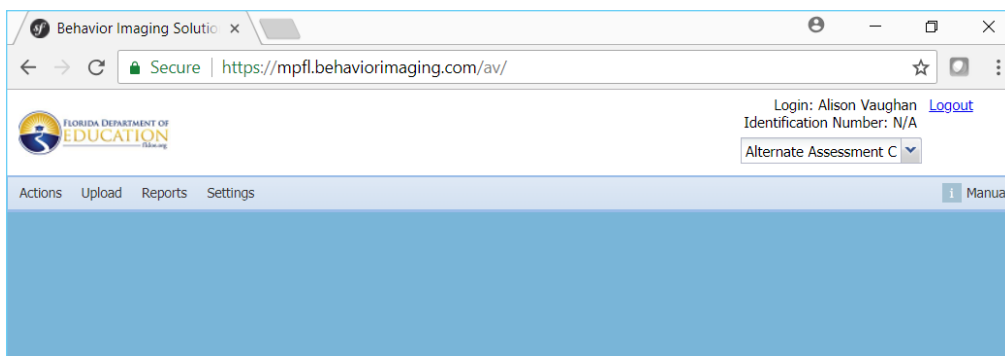 Behavior Imaging Solutio
Secure | https://mpfl.behaviorimaging.com/av/
Login: Alison Vaughan Logout
FLORIDA DEPARTMENT OF
EDUCATION
fldoe.org
Identification Number: N/A
Alternate Assessment C
Actions Upload Reports Settings
i Manua